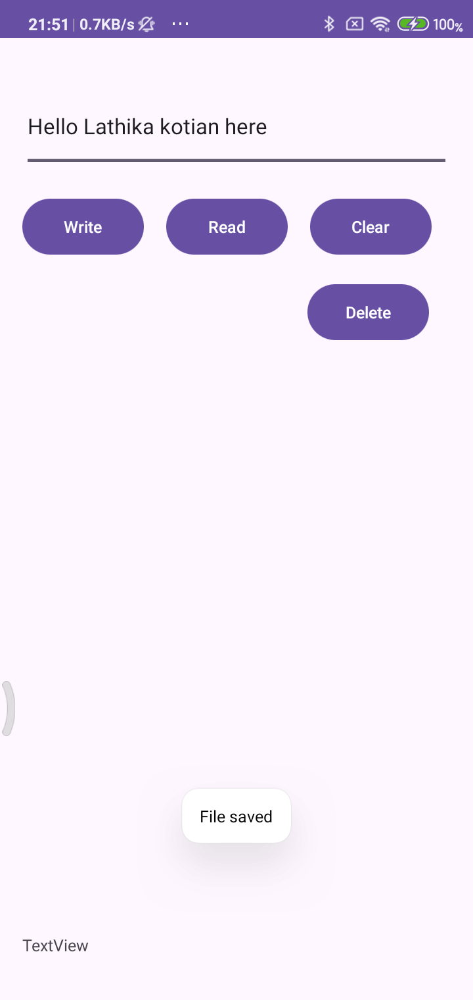 21:51 | 0.7KB/s ... 100%
Hello Lathika kotian here
Write Read Clear
Delete
File saved
TextView